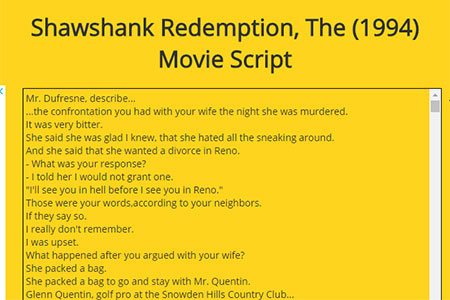 Shawshank Redemption, The (1994)
Movie Script
Mr. Dufresne, describe...
...the confrontation you had with your wife the night she was murdered.
It was very bitter.
She said she was glad I knew, that she hated all the sneaking around.
And she said that she wanted a divorce in Reno.
- What was your response?
- I told her I would not grant one.
"I'll see you in hell before I see you in Reno."
Those were your words,according to your neighbors.
If they say so.
I really don't remember.
I was upset.
What happened after you argued with your wife?
She packed a bag.
She packed a bag to go and stay with Mr. Quentin.
Glenn Quentin, golf pro at the Snowden Hills Country Club...